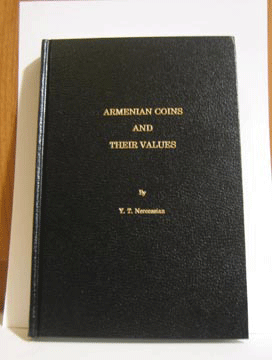 ARMENIAN COINS
AND
THEIR VALUES
By
Y. T. Nercessian